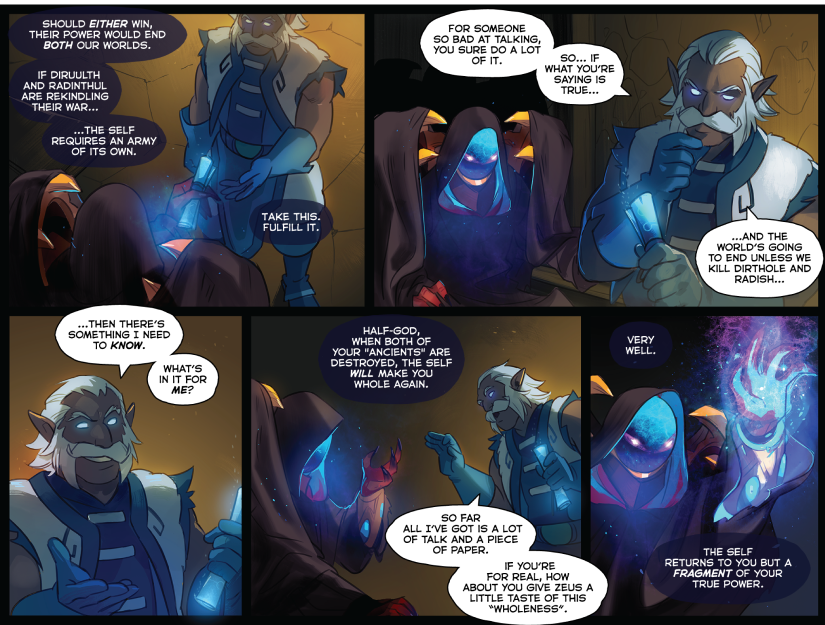 SHOULD EITHER WIN,
THEIR POWER WOULD END
BOTH OUR WORLDS.
IF DIRUULTH
AND RADINTHUL
ARE REKINDLING
THEIR WAR...
...THE SELF
REQUIRES AN ARMY
OF ITS OWN.
TAKE THIS.
FULFILL IT.
FOR SOMEONE
SO BAD AT TALKING,
YOU SURE DO A LOT
OF IT.
SO... IF
WHAT YOU'RE
SAYING IS
TRUE...
...AND THE
WORLD'S GOING
TO END UNLESS WE
KILL DIRTHOLE AND
RADISH...
...THEN THERE'S
SOMETHING I NEED
TO KNOW.
WHAT'S
IN IT FOR
ME?
HALF-GOD,
WHEN BOTH OF
YOUR "ANCIENTS" ARE
DESTROYED, THE SELF
WILL MAKE YOU
WHOLE AGAIN.
SO FAR
ALL I'VE GOT IS A LOT
OF TALK AND A PIECE
OF PAPER.
IF YOU'RE
FOR REAL, HOW
ABOUT YOU GIVE ZEUS A
LITTLE TASTE OF THIS
"WHOLENESS".
VERY
WELL.
THE SELF
RETURNS TO YOU BUT A
FRAGMENT OF YOUR
TRUE POWER.